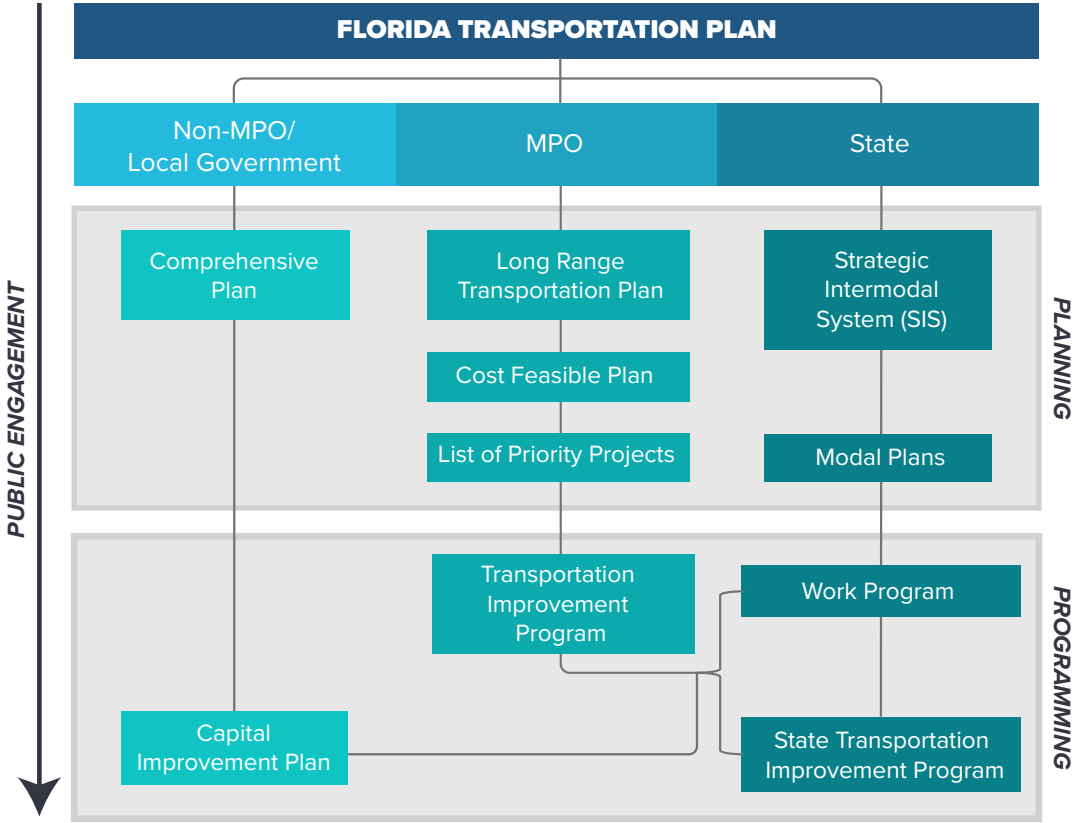 FLORIDA TRANSPORTATION PLAN
Non-MPO/
Local Government
MPO
State
PUBLIC ENGAGEMENT
PLANNING
Comprehensive
Plan
Long Range
Transportation Plan
Strategic
Intermodal
System (SIS)
Cost Feasible Plan
List of Priority Projects
Modal Plans
PROGRAMMING
Transportation
Improvement
Program
Work Program
Capital
Improvement Plan
State Transportation
Improvement Program